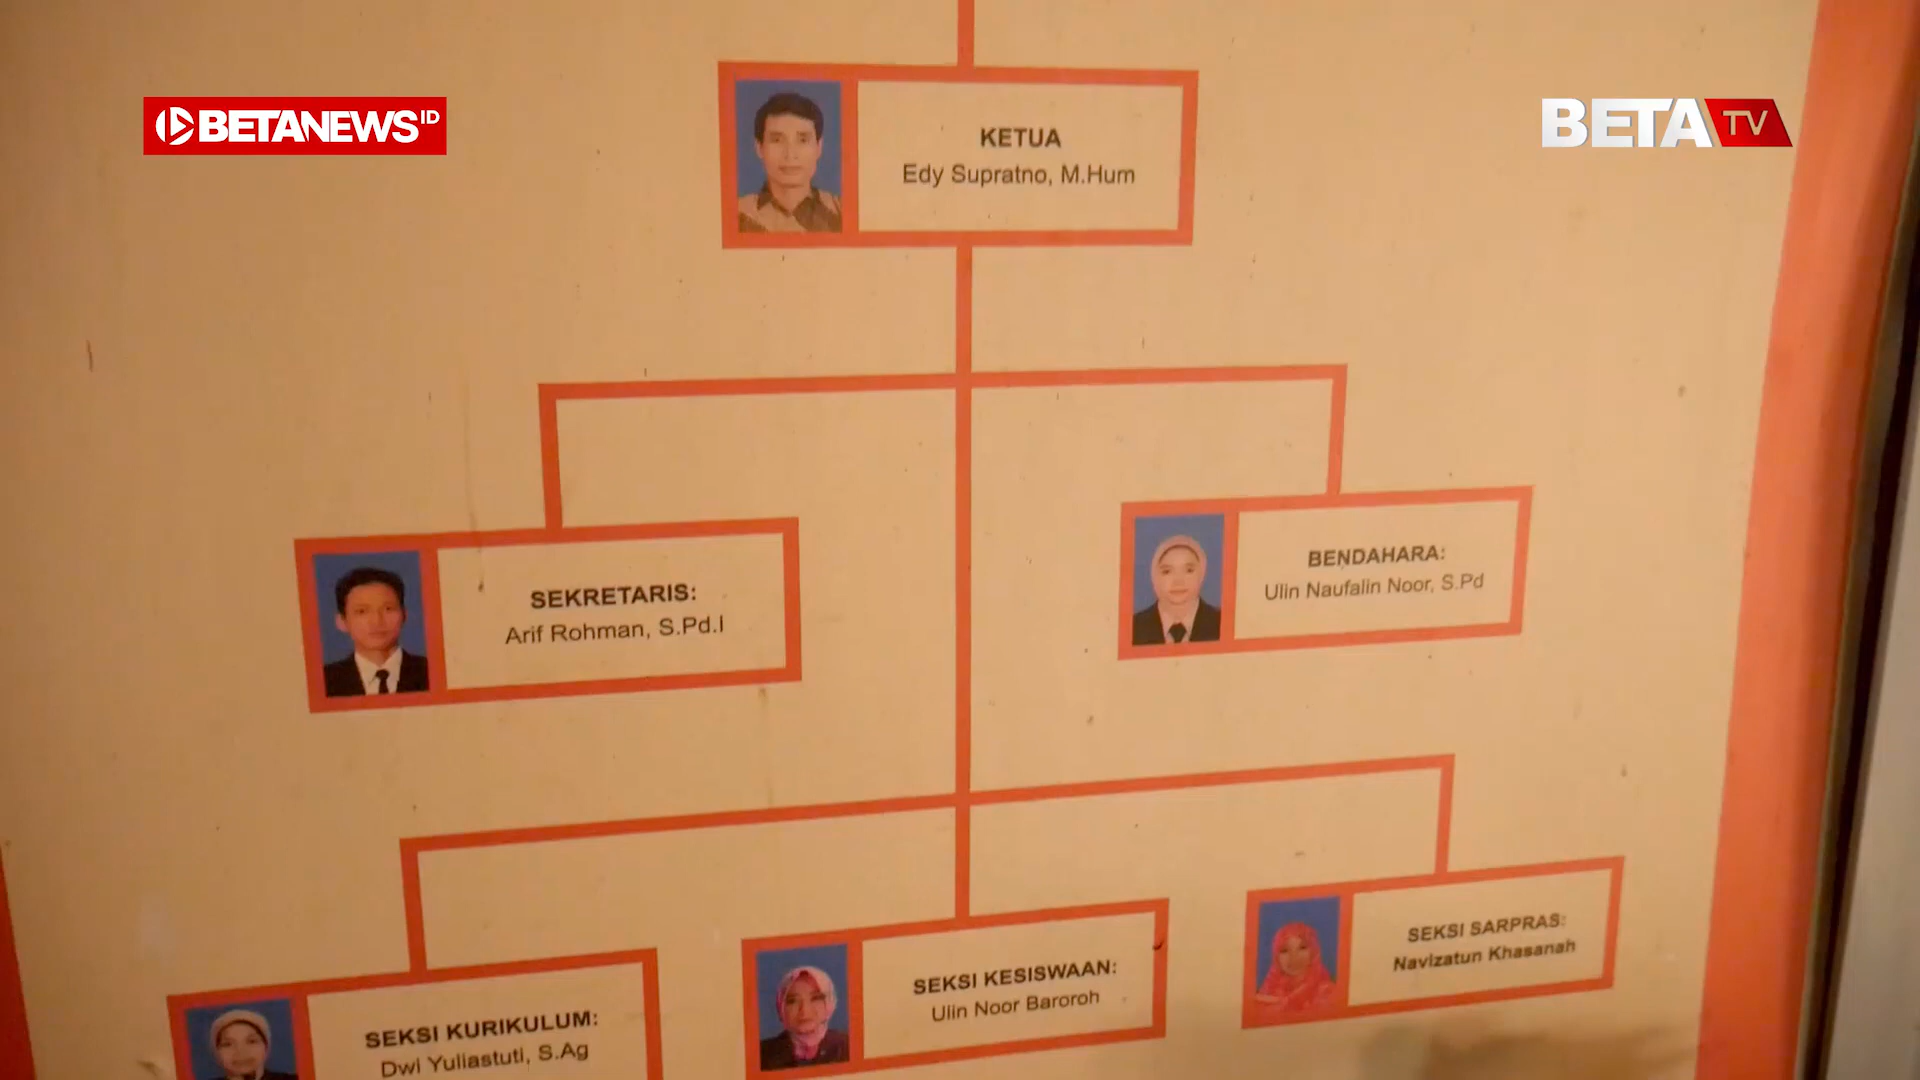 BETANEWS ID
BETA TV
KETUA
Edy Supratno, M.Hum
SEKRETARIS:
Arif Rohman, S.Pd.I
BENDAHARA:
Ulin Naufalin Noor, S.Pd
SEKSI KURIKULUM:
Dwi Yuliastuti, S.Ag
SEKSI KESISWAAN:
Ulin Noor Baroroh
SEKSI SARPRAS:
Navizatun Khasanah